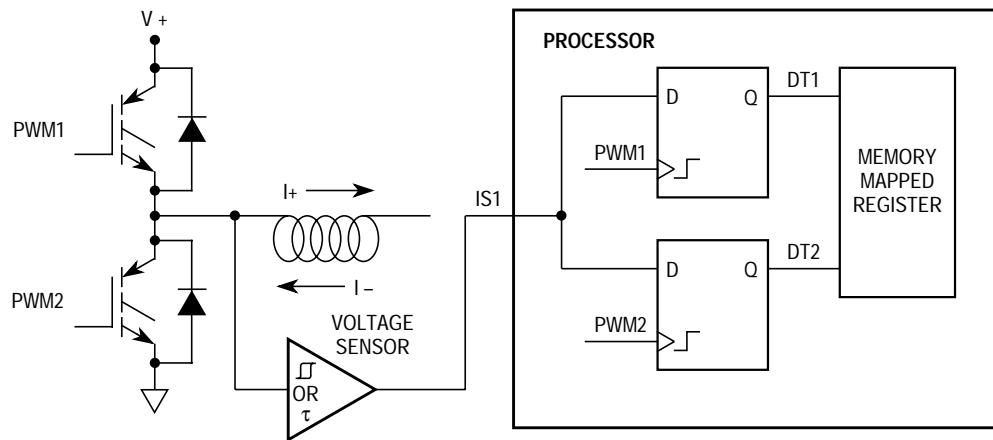 V +
PROCESSOR
PWM1
I+
I–
IS1
D
Q
DT1
PWM1
MEMORY
MAPPED
REGISTER
PWM2
VOLTAGE
SENSOR
OR
τ
D
Q
DT2
PWM2